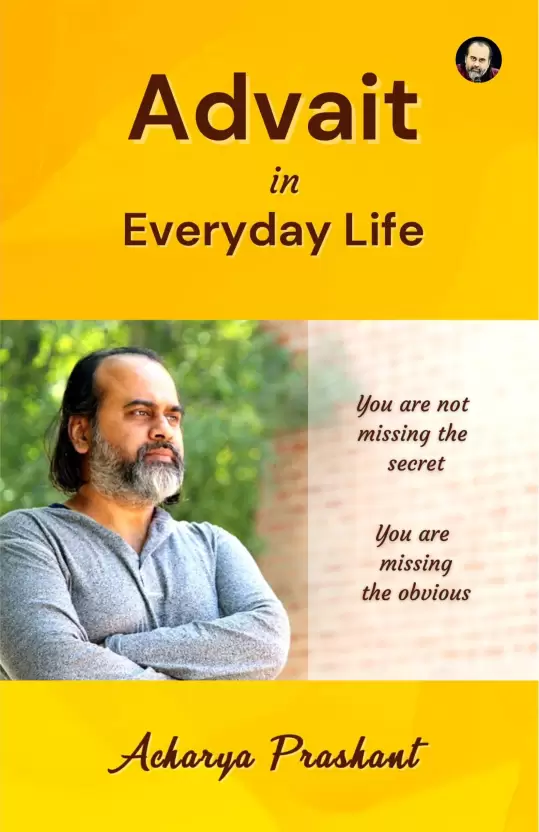 Advait
in
Everyday Life
You are not
missing the
secret
You are
missing
the obvious
Acharya Prashant